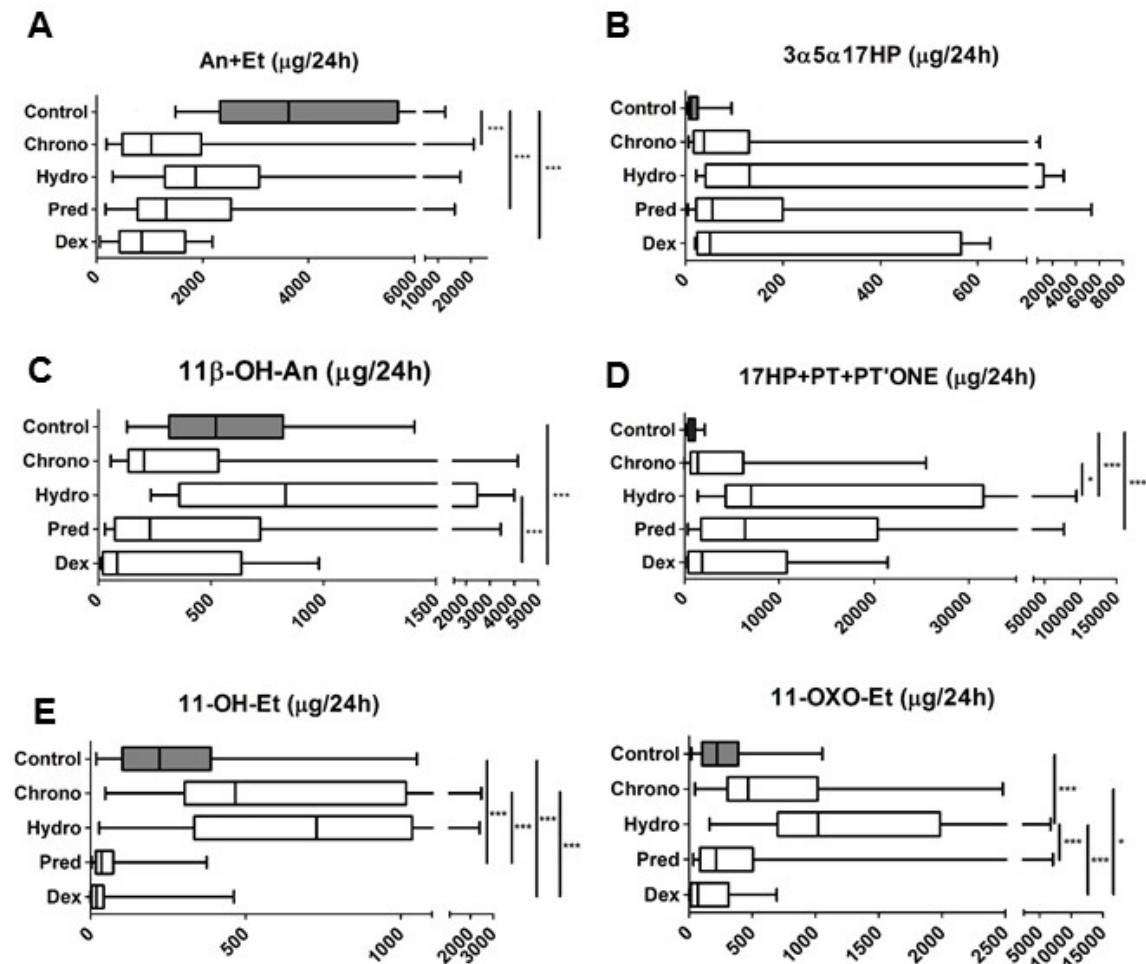 A
An+Et (μg/24h)
Control
Chrono
Hydro
Pred
Dex
0
2000
4000
6000
10000
20000
***
***
***
B
3α5α17HP (μg/24h)
Control
Chrono
Hydro
Pred
Dex
0
200
400
600
2000
4000
6000
8000
C
11β-OH-An (μg/24h)
Control
Chrono
Hydro
Pred
Dex
0
500
1000
1500
2000
3000
4000
5000
***
***
D
17HP+PT+PT'ONE (μg/24h)
Control
Chrono
Hydro
Pred
Dex
0
10000
20000
30000
50000
100000
150000
*
***
***
E
11-OH-Et (μg/24h)
Control
Chrono
Hydro
Pred
Dex
0
500
1000
2000
3000
***
***
***
***
11-OXO-Et (μg/24h)
Control
Chrono
Hydro
Pred
Dex
0
500
1000
1500
2000
2500
5000
10000
15000
***
***
***
*